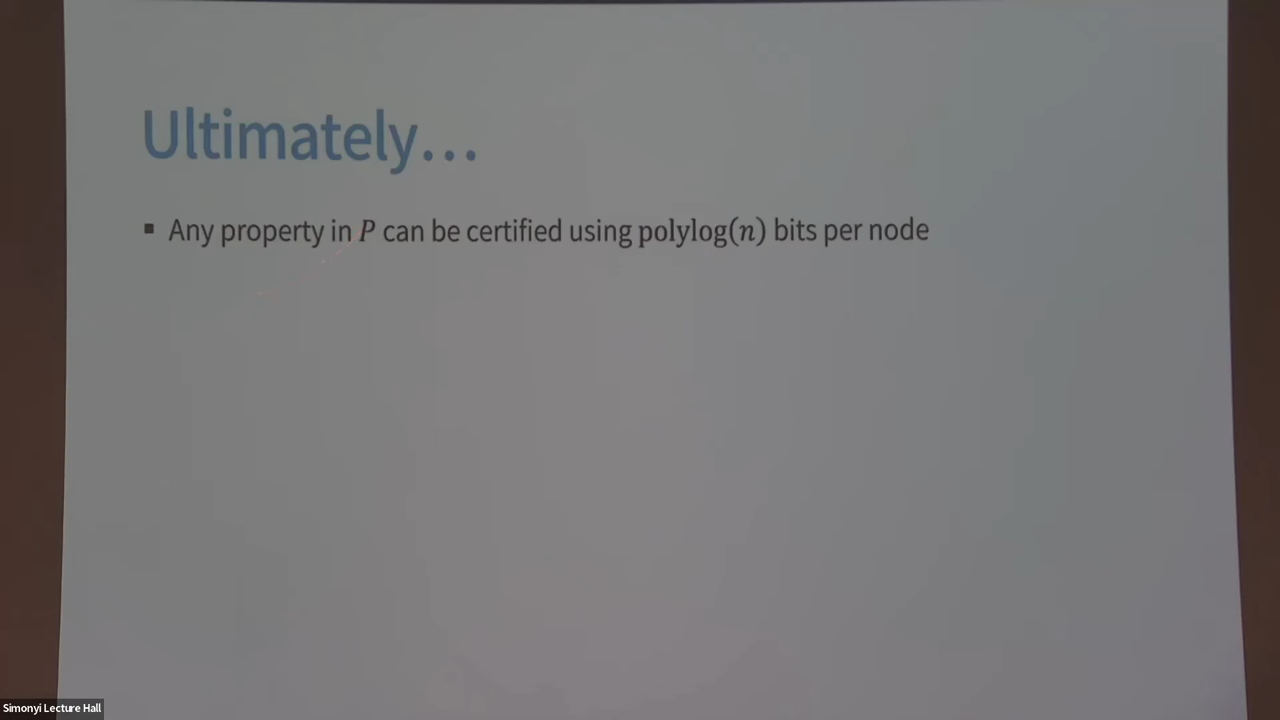 Ultimately…
▪ Any property in P can be certified using polylog(n) bits per node
Simonyi Lecture Hall